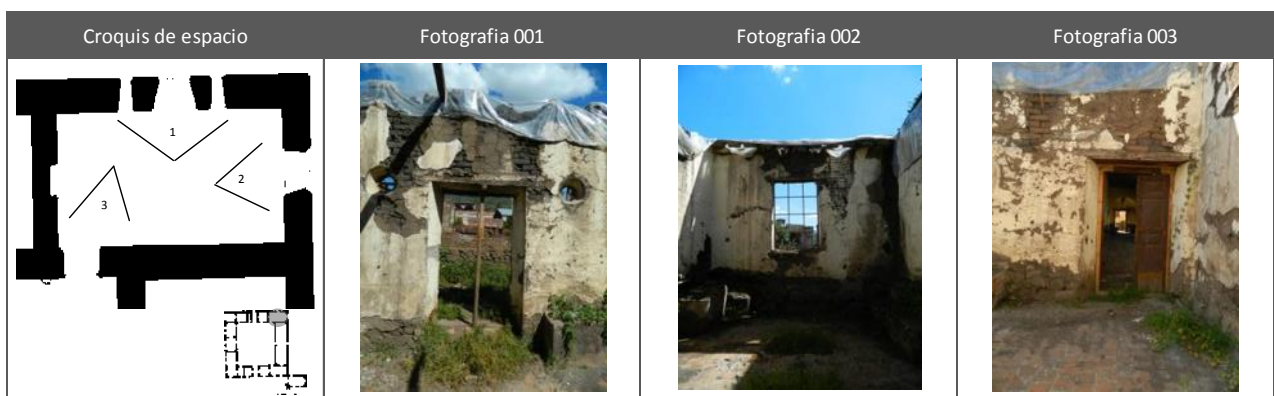 Croquis de espacio
Fotografia 001
Fotografia 002
Fotografia 003
1
2
3